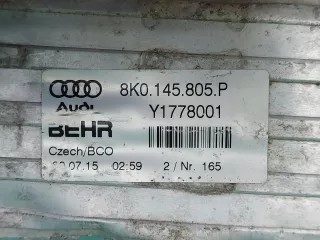 8K0.145.805.P
Audi Y1778001
BEHR
Czech/BCO
07.15 02:59 2/Nr. 165